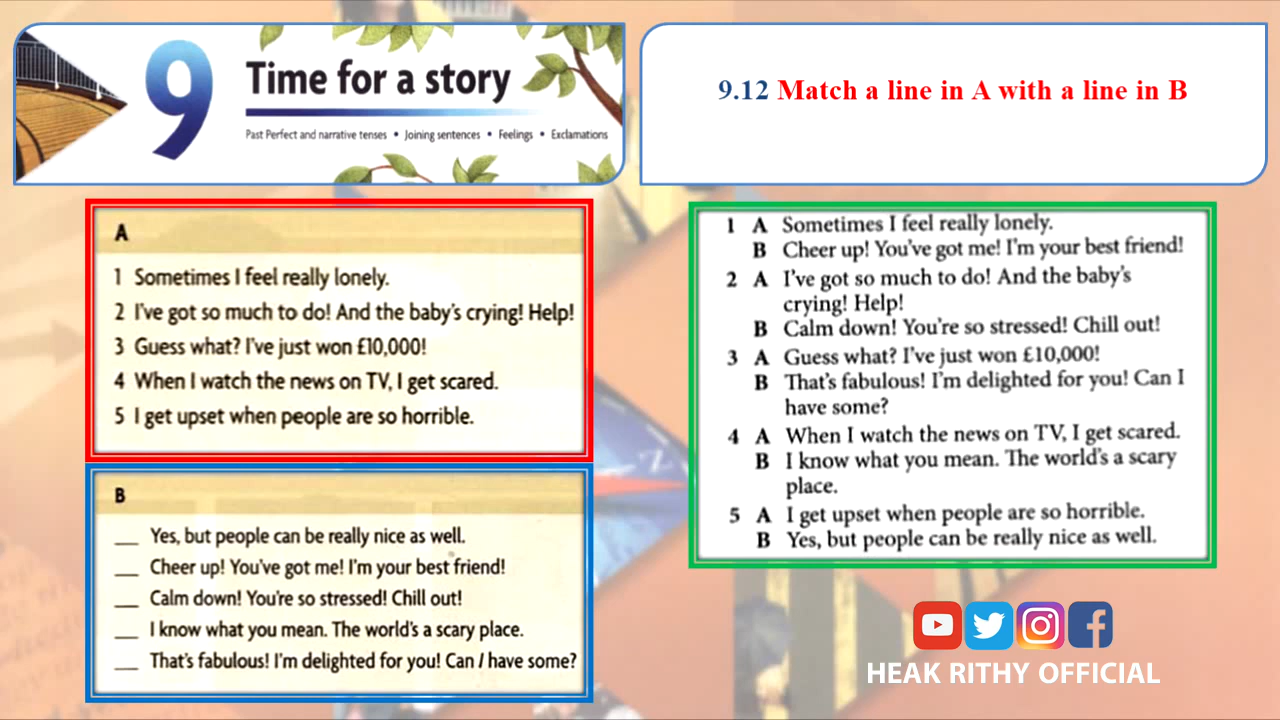 9
Time for a story
Past Perfect and narrative tenses • Joining sentences • Feelings • Exclamations
9.12 Match a line in A with a line in B
A
1 Sometimes I feel really lonely.
2 I've got so much to do! And the baby's crying! Help!
3 Guess what? I've just won £10,000!
4 When I watch the news on TV, I get scared.
5 I get upset when people are so horrible.
B
__ Yes, but people can be really nice as well.
__ Cheer up! You've got me! I'm your best friend!
__ Calm down! You're so stressed! Chill out!
__ I know what you mean. The world's a scary place.
__ That's fabulous! I'm delighted for you! Can I have some?
1 A Sometimes I feel really lonely.
B Cheer up! You've got me! I'm your best friend!
2 A I've got so much to do! And the baby's
crying! Help!
B Calm down! You're so stressed! Chill out!
3 A Guess what? I've just won £10,000!
B That's fabulous! I'm delighted for you! Can I
have some?
4 A When I watch the news on TV, I get scared.
B I know what you mean. The world's a scary
place.
5 A I get upset when people are so horrible.
B Yes, but people can be really nice as well.
HEAK RITHY OFFICIAL